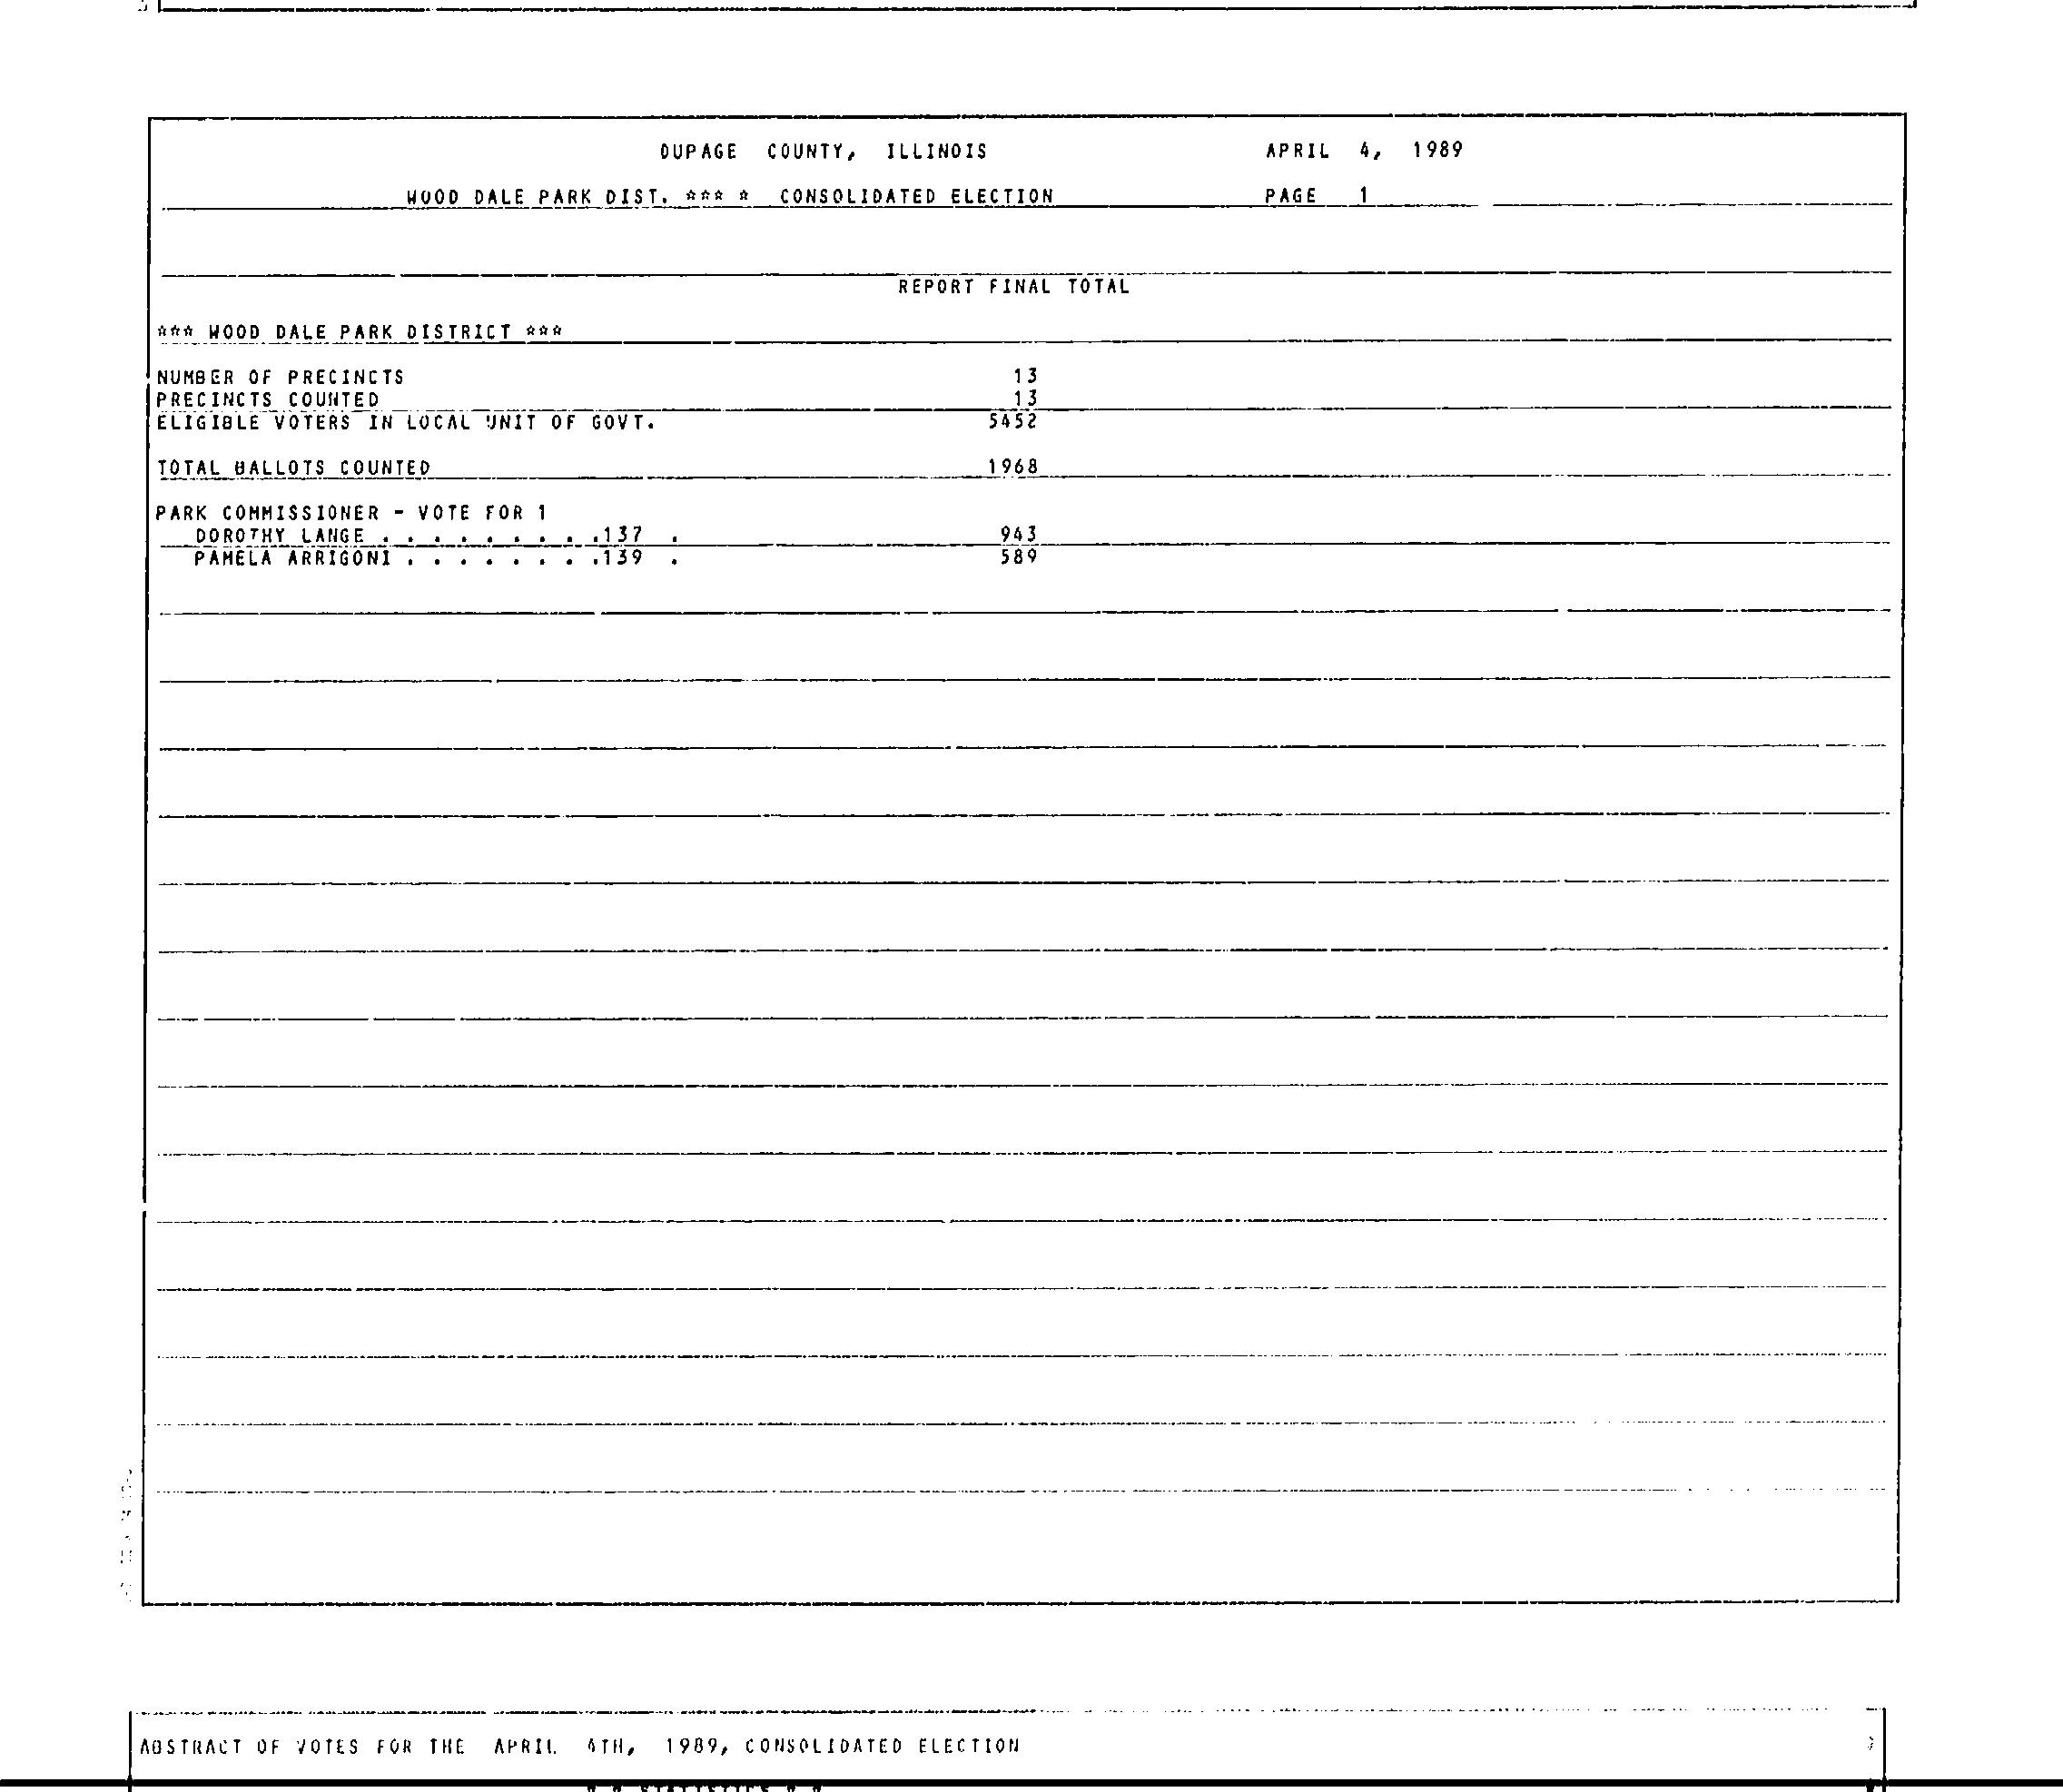 DUPAGE COUNTY, ILLINOIS APRIL 4, 1989
WOOD DALE PARK DIST. *** * CONSOLIDATED ELECTION PAGE 1
REPORT FINAL TOTAL
*** WOOD DALE PARK DISTRICT ***
NUMBER OF PRECINCTS 13
PRECINCTS COUNTED 13
ELIGIBLE VOTERS IN LOCAL UNIT OF GOVT. 5452
TOTAL BALLOTS COUNTED 1968
PARK COMMISSIONER - VOTE FOR 1
DOROTHY LANGE . . . . . . . . .137 . 943
PAMELA ARRIGONI . . . . . . . .139 . 589
ABSTRACT OF VOTES FOR THE APRIL 4TH, 1989, CONSOLIDATED ELECTION